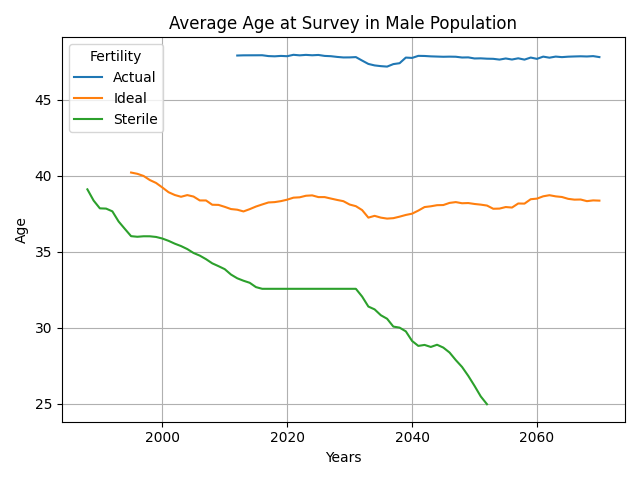 Average Age at Survey in Male Population
Fertility
Actual
Ideal
Sterile
Age
45
40
35
30
25
2000 2020 2040 2060
Years